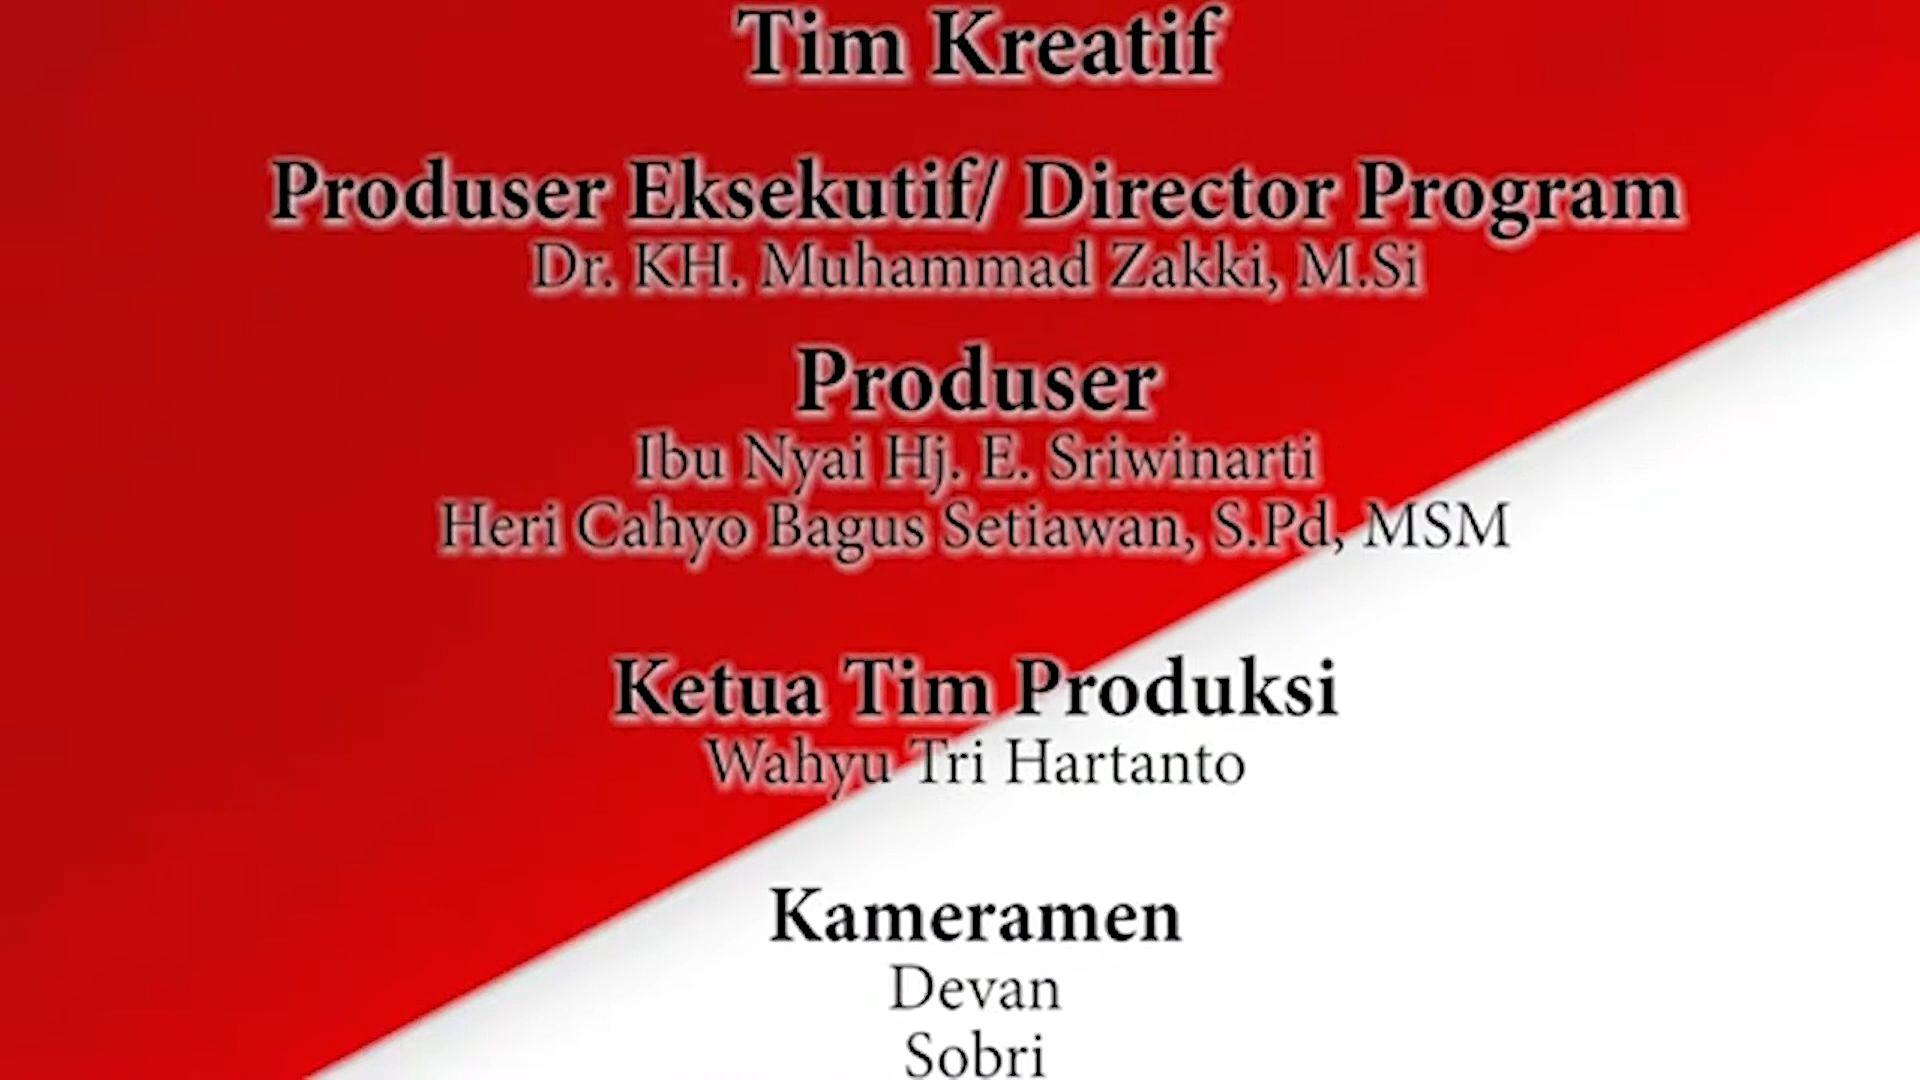 Tim Kreatif
Produser Eksekutif/ Director Program
Dr. KH. Muhammad Zakki, M.Si
Produser
Ibu Nyai Hj. E. Sriwinarti
Heri Cahyo Bagus Setiawan, S.Pd, MSM
Ketua Tim Produksi
Wahyu Tri Hartanto
Kameramen
Devan
Sobri